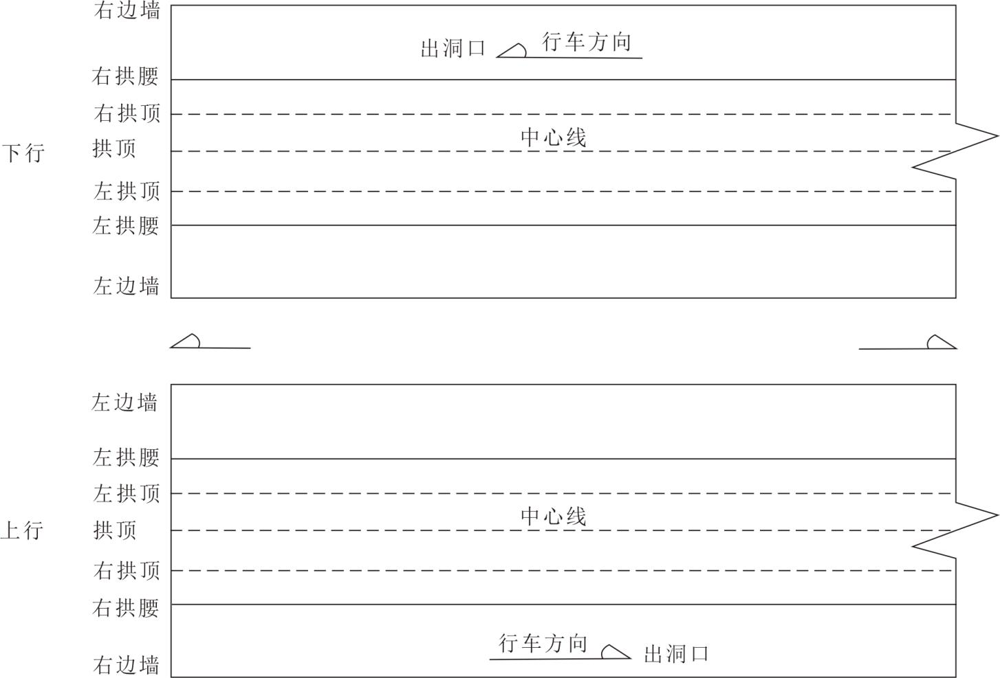 右边墙
出洞口 行车方向
右拱腰
右拱顶
中心线
下行 拱顶
左拱顶
左拱腰
左边墙
左边墙
左拱腰
左拱顶
中心线
上行 拱顶
右拱顶
右拱腰
行车方向 出洞口
右边墙